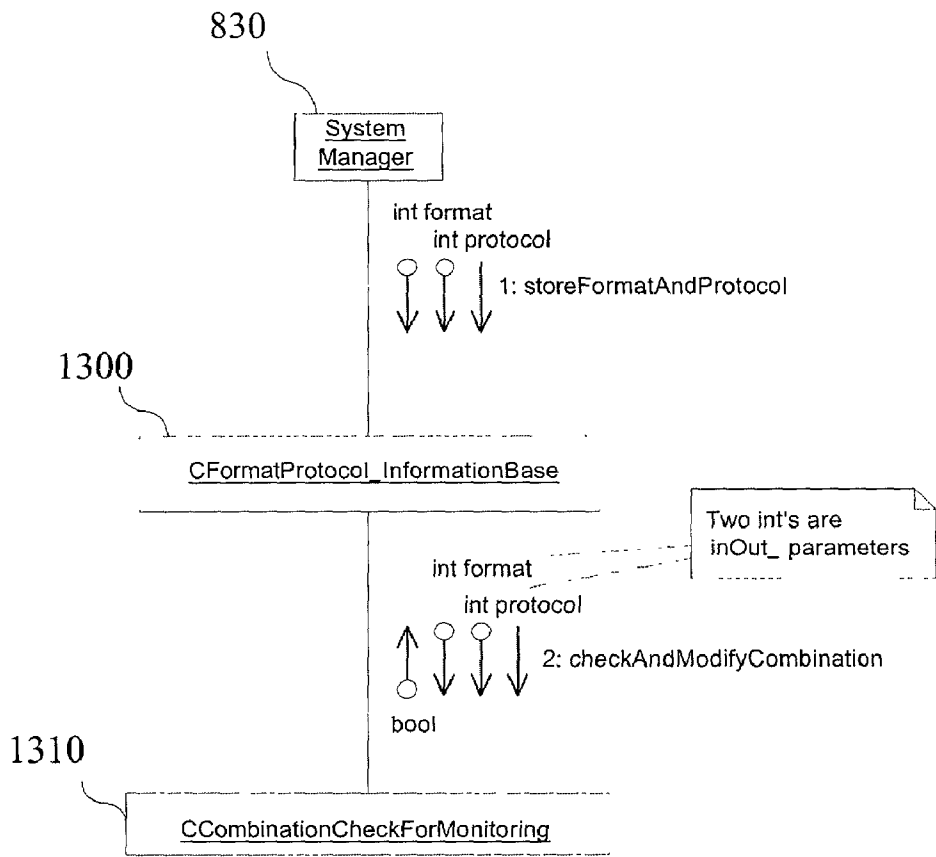 830
System
Manager
int format
int protocol
1: storeFormatAndProtocol
1300
CFormatProtocol_InformationBase
Two int's are
inOut_ parameters
int format
int protocol
2: checkAndModifyCombination
bool
1310
CCombinationCheckForMonitoring